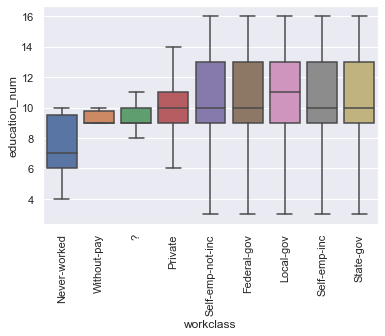 16
14
12
10
8
6
4
education_num
Never-worked
Without-pay
?
Private
Self-emp-not-inc
Federal-gov
Local-gov
Self-emp-inc
State-gov
workclass